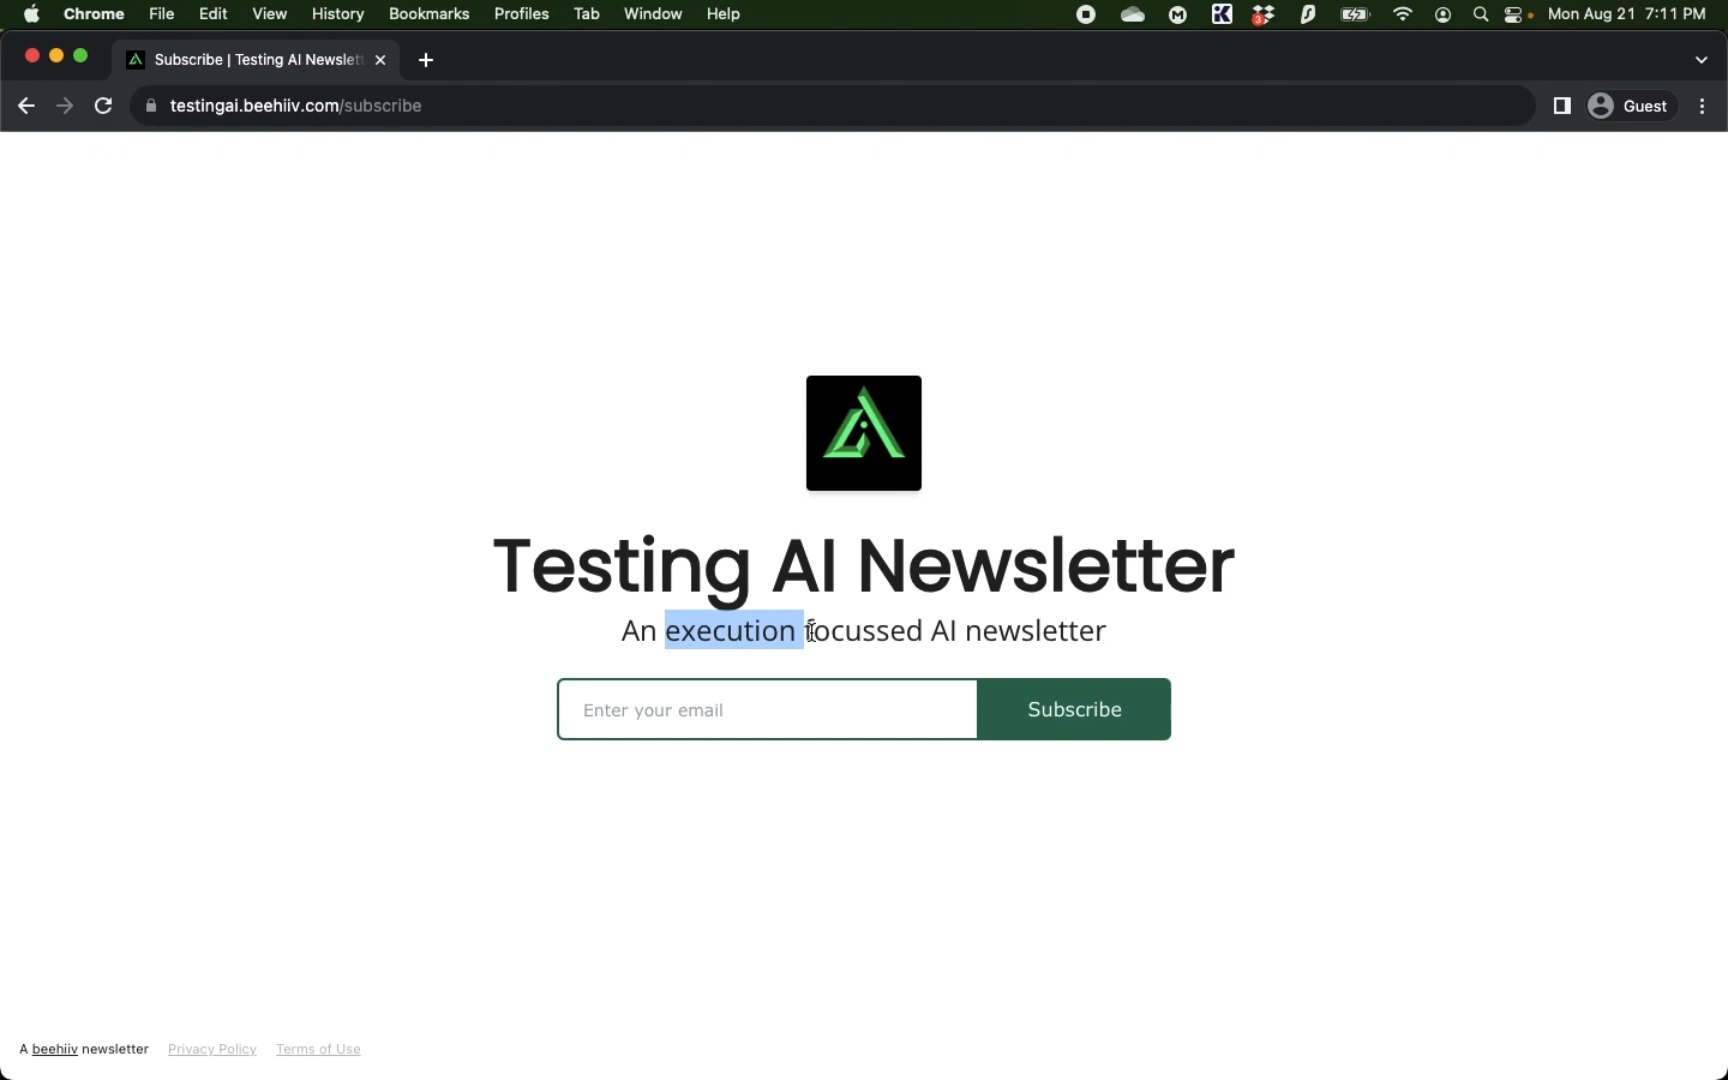 Chrome File Edit View History Bookmarks Profiles Tab Window Help 3 Mon Aug 21 7:11 PM
Subscribe | Testing AI Newslet
testingai.beehiiv.com/subscribe Guest
Testing AI Newsletter
An execution focussed AI newsletter
Enter your email Subscribe
A beehiiv newsletter Privacy Policy Terms of Use